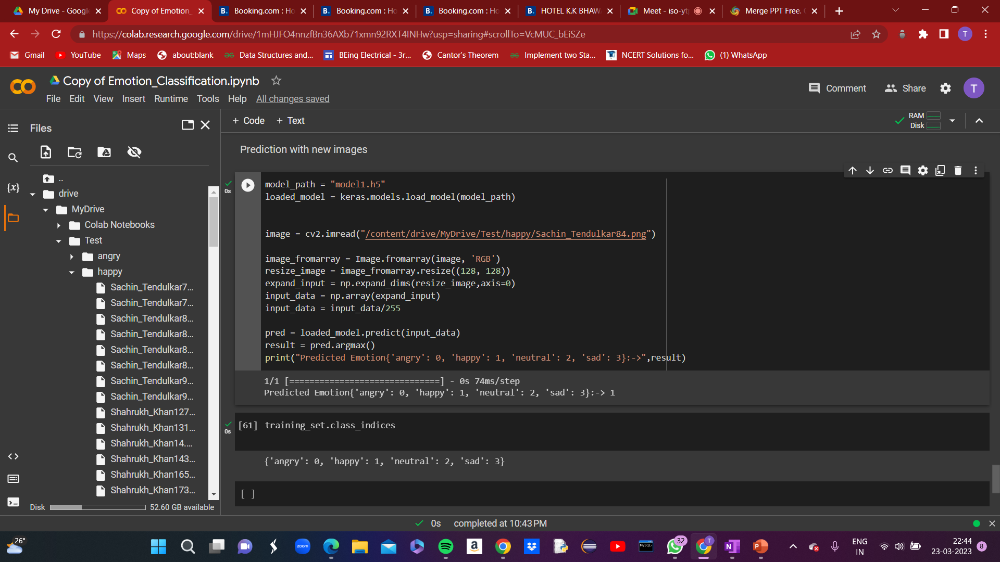 My Drive - Google
Copy of Emotion_
Booking.com : Ho
Booking.com : Ho
Booking.com : Ho
HOTEL K.K BHAW
Meet - iso-ytp
Merge PPT Free.
https://colab.research.google.com/drive/1mHJFO4nnzfBn36AXb71xmn92RXT4INHw?usp=sharing#scrollTo=VcMUC_bEiSZe
T
Gmail
YouTube
Maps
about:blank
Data Structures and...
BEing Electrical - 3r...
Cantor's Theorem
Implement two Sta...
NCERT Solutions fo...
(1) WhatsApp
Copy of Emotion_Classification.ipynb
File Edit View Insert Runtime Tools Help All changes saved
Comment
Share
T
Files
+ Code + Text
RAM
Disk
..
drive
MyDrive
Colab Notebooks
Test
angry
happy
Sachin_Tendulkar7...
Sachin_Tendulkar7...
Sachin_Tendulkar8...
Sachin_Tendulkar8...
Sachin_Tendulkar8...
Sachin_Tendulkar8...
Sachin_Tendulkar9...
Sachin_Tendulkar9...
Shahrukh_Khan127...
Shahrukh_Khan131...
Shahrukh_Khan14....
Shahrukh_Khan143...
Shahrukh_Khan165...
Shahrukh_Khan173...
Disk 52.60 GB available
{x}
Prediction with new images
0s
model_path = "model1.h5"
loaded_model = keras.models.load_model(model_path)
image = cv2.imread("/content/drive/MyDrive/Test/happy/Sachin_Tendulkar84.png")
image_fromarray = Image.fromarray(image, 'RGB')
resize_image = image_fromarray.resize((128, 128))
expand_input = np.expand_dims(resize_image,axis=0)
input_data = np.array(expand_input)
input_data = input_data/255
pred = loaded_model.predict(input_data)
result = pred.argmax()
print("Predicted Emotion{'angry': 0, 'happy': 1, 'neutral': 2, 'sad': 3}:->",result)
1/1 [==============================] - 0s 74ms/step
Predicted Emotion{'angry': 0, 'happy': 1, 'neutral': 2, 'sad': 3}:-> 1
0s
[61] training_set.class_indices
{'angry': 0, 'happy': 1, 'neutral': 2, 'sad': 3}
[ ]
0s completed at 10:43 PM
26°
zoom
a
MySQL
32
T
N
P
ENG
IN
22:44
23-03-2023
8